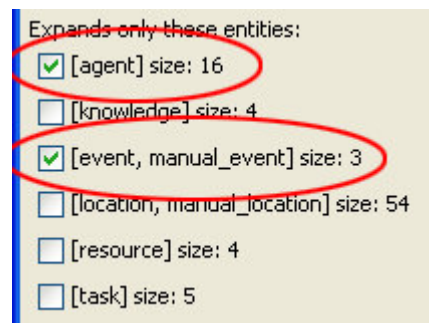 Expands only these entities:
[agent] size: 16
[knowledge] size: 4
[event, manual_event] size: 3
[location, manual_location] size: 54
[resource] size: 4
[task] size: 5